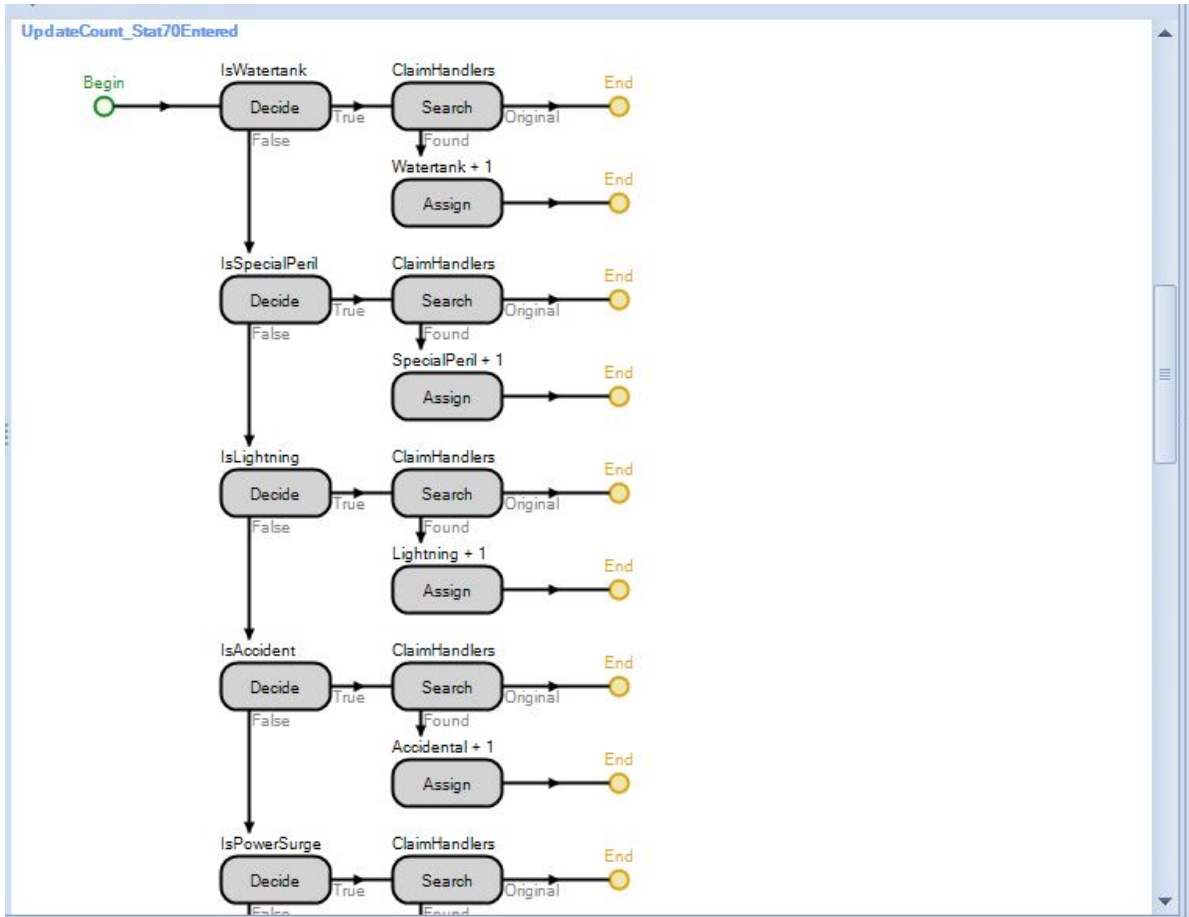 UpdateCount_Stat70Entered
Begin
IsWatertank
ClaimHandlers
End
Decide
True
Search
Original
False
Found
Watertank + 1
End
Assign
IsSpecialPeril
ClaimHandlers
End
Decide
True
Search
Original
False
Found
SpecialPeril + 1
End
Assign
IsLightning
ClaimHandlers
End
Decide
True
Search
Original
False
Found
Lightning + 1
End
Assign
IsAccident
ClaimHandlers
End
Decide
True
Search
Original
False
Found
Accidental + 1
End
Assign
IsPowerSurge
ClaimHandlers
End
Decide
True
Search
Original
False
Found